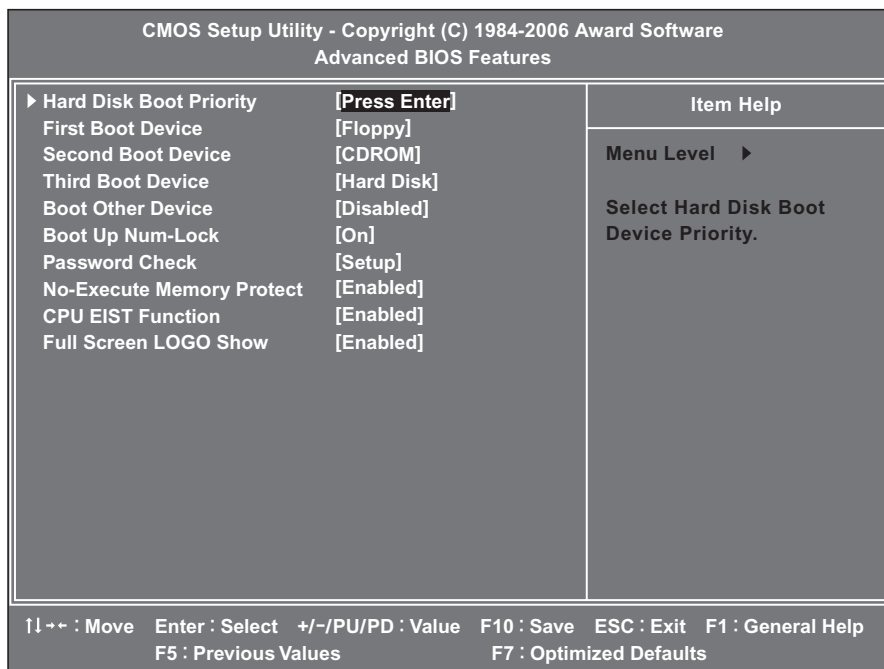 CMOS Setup Utility - Copyright (C) 1984-2006 Award Software
Advanced BIOS Features
▶ Hard Disk Boot Priority [Press Enter]
First Boot Device [Floppy]
Second Boot Device [CDROM]
Third Boot Device [Hard Disk]
Boot Other Device [Disabled]
Boot Up Num-Lock [On]
Password Check [Setup]
No-Execute Memory Protect [Enabled]
CPU EIST Function [Enabled]
Full Screen LOGO Show [Enabled]
Item Help
Menu Level ▶
Select Hard Disk Boot
Device Priority.
↑↓→← : Move Enter : Select +/-/PU/PD : Value F10 : Save ESC : Exit F1 : General Help
F5 : Previous Values F7 : Optimized Defaults